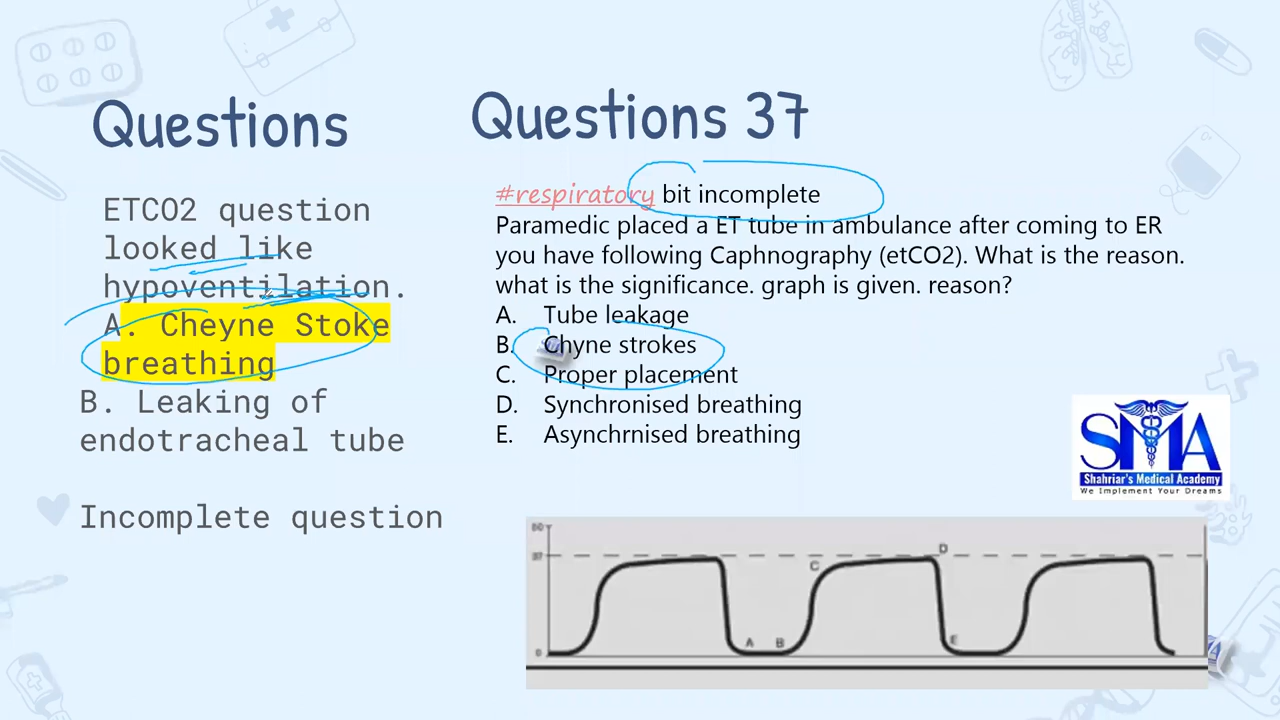 Questions
ETCO2 question
looked like
hypoventilation.
A. Cheyne Stoke
breathing
B. Leaking of
endotracheal tube
Incomplete question
Questions 37
#respiratory bit incomplete
Paramedic placed a ET tube in ambulance after coming to ER
you have following Caphnography (etCO2). What is the reason.
what is the significance. graph is given. reason?
A. Tube leakage
B. Chyne strokes
C. Proper placement
D. Synchronised breathing
E. Asynchrnised breathing
SMA
Shahriar's Medical Academy
We Implement Your Dreams
37
0
A
B
C
D
E